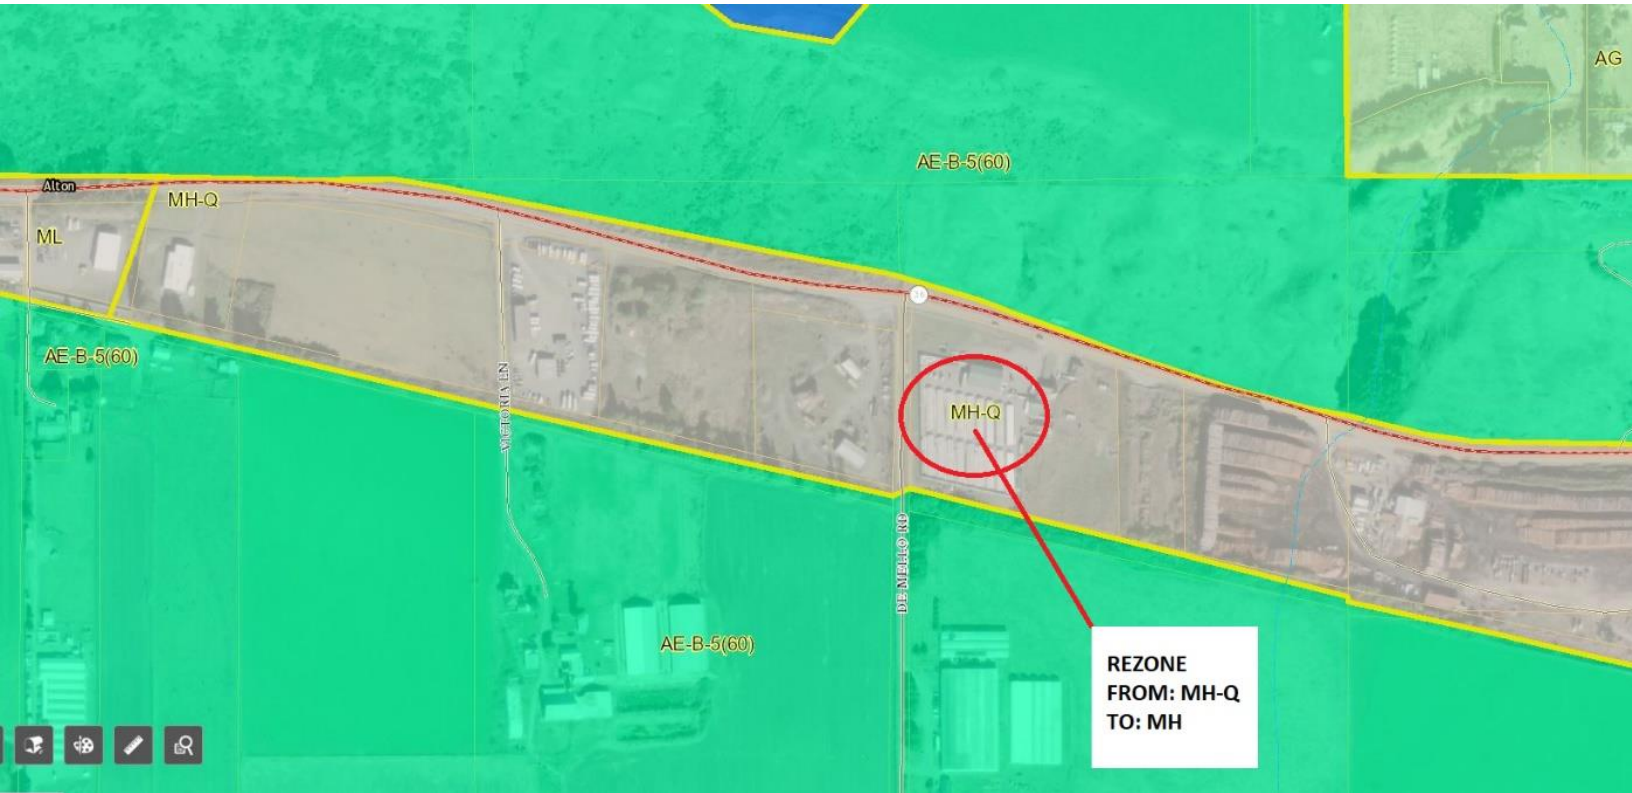 AG
AE-B-5(60)
Alton
MH-Q
ML
36
AE-B-5(60)
VICTORIA LN
MH-Q
DE MELLO RD
AE-B-5(60)
REZONE
FROM: MH-Q
TO: MH